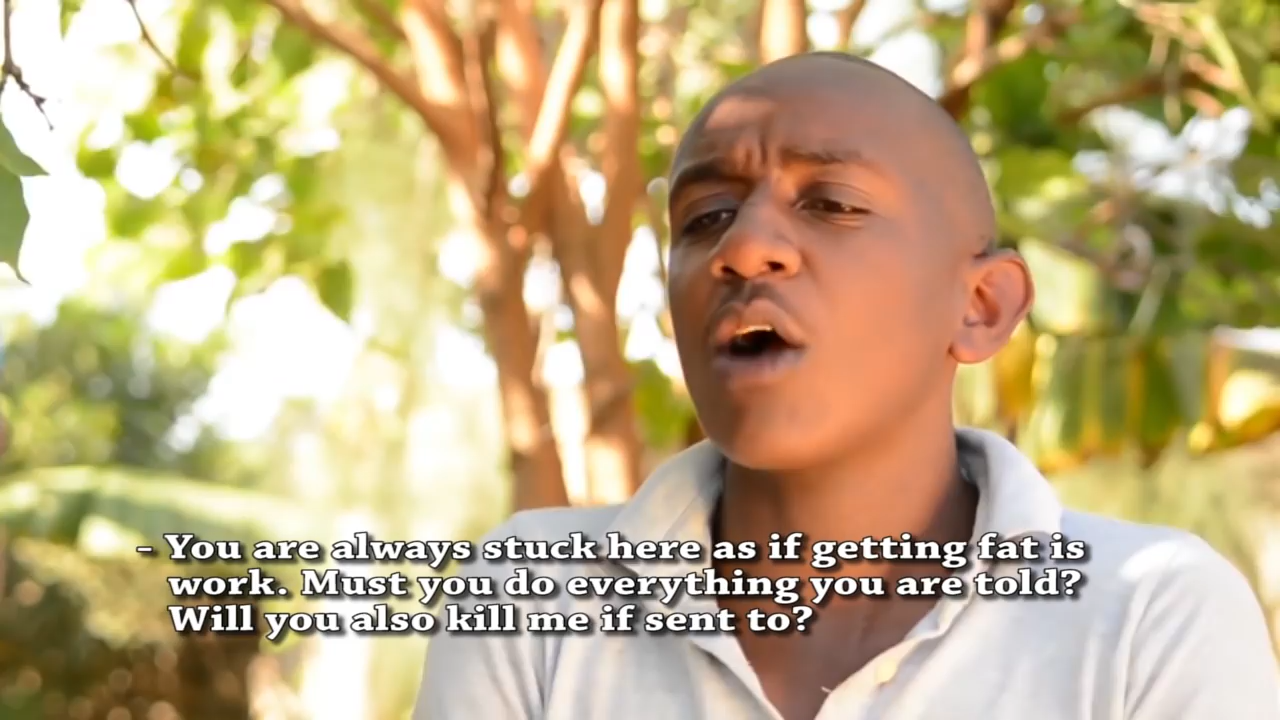 - You are always stuck here as if getting fat is
work. Must you do everything you are told?
Will you also kill me if sent to?